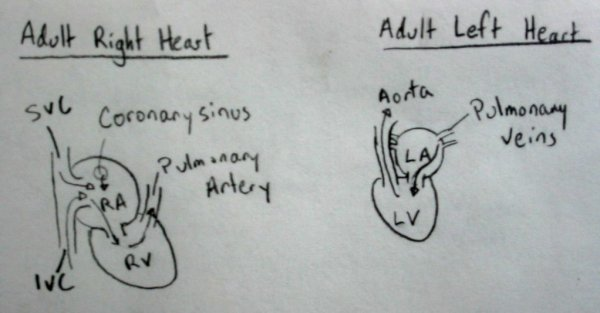 Adult Right Heart
SVC
Coronary sinus
Pulmonary
Artery
RA
RV
IVC
Adult Left Heart
Aorta
Pulmonary
Veins
LA
LV